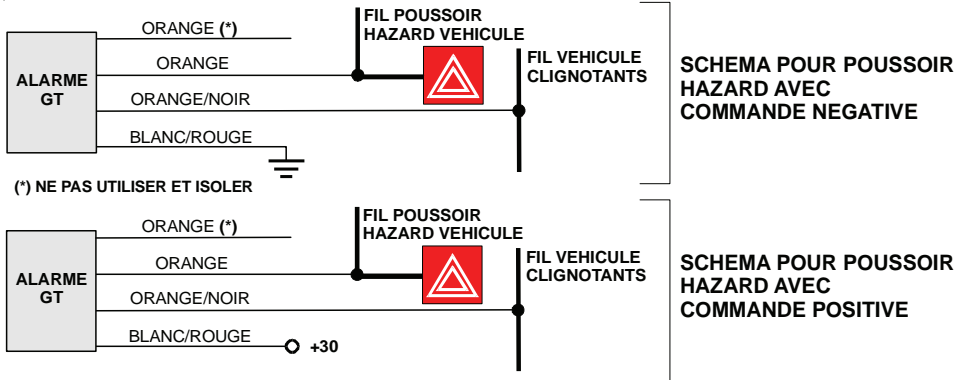 FIL POUSSOIR
HAZARD VEHICULE
ORANGE (*)
FIL VEHICULE
CLIGNOTANTS
ORANGE
ALARME
GT
ORANGE/NOIR
BLANC/ROUGE
SCHEMA POUR POUSSOIR
HAZARD AVEC
COMMANDE NEGATIVE
(*) NE PAS UTILISER ET ISOLER
FIL POUSSOIR
HAZARD VEHICULE
ORANGE (*)
FIL VEHICULE
CLIGNOTANTS
ORANGE
ALARME
GT
ORANGE/NOIR
BLANC/ROUGE
+30
SCHEMA POUR POUSSOIR
HAZARD AVEC
COMMANDE POSITIVE